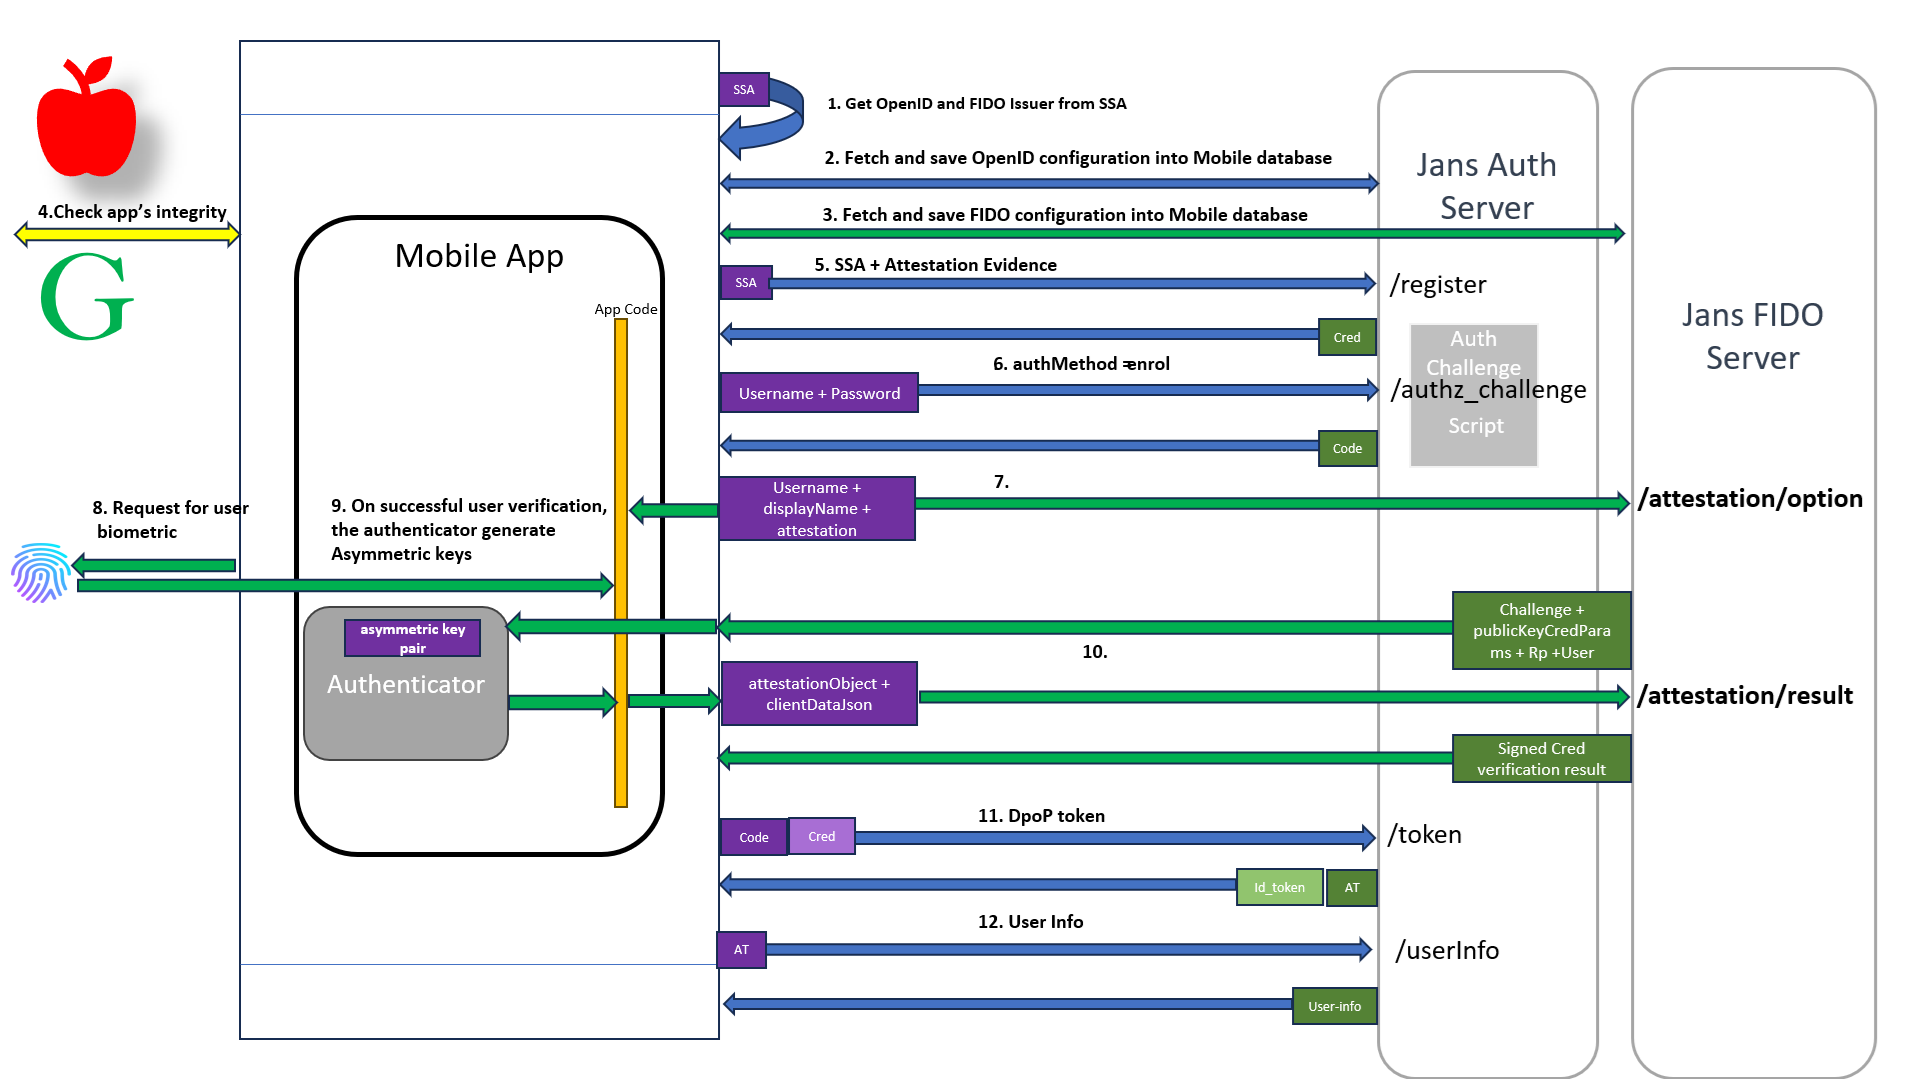 SSA
1. Get OpenID and FIDO Issuer from SSA
2. Fetch and save OpenID configuration into Mobile database
Jans Auth
Server
4.Check app's integrity
3. Fetch and save FIDO configuration into Mobile database
G
Mobile App
5. SSA + Attestation Evidence
SSA
/register
App Code
Jans FIDO
Server
Cred
Auth
Challenge
6. authMethod =enrol
Username + Password
/authz_challenge
Script
Code
7.
Username +
displayName +
attestation
/attestation/option
8. Request for user
biometric
9. On successful user verification,
the authenticator generate
Asymmetric keys
Challenge +
publicKeyCredPara
ms + Rp +User
asymmetric key
pair
Authenticator
10.
attestationObject +
clientDataJson
/attestation/result
Signed Cred
verification result
11. DpoP token
Code
Cred
/token
Id_token
AT
12. User Info
AT
/userInfo
User-info